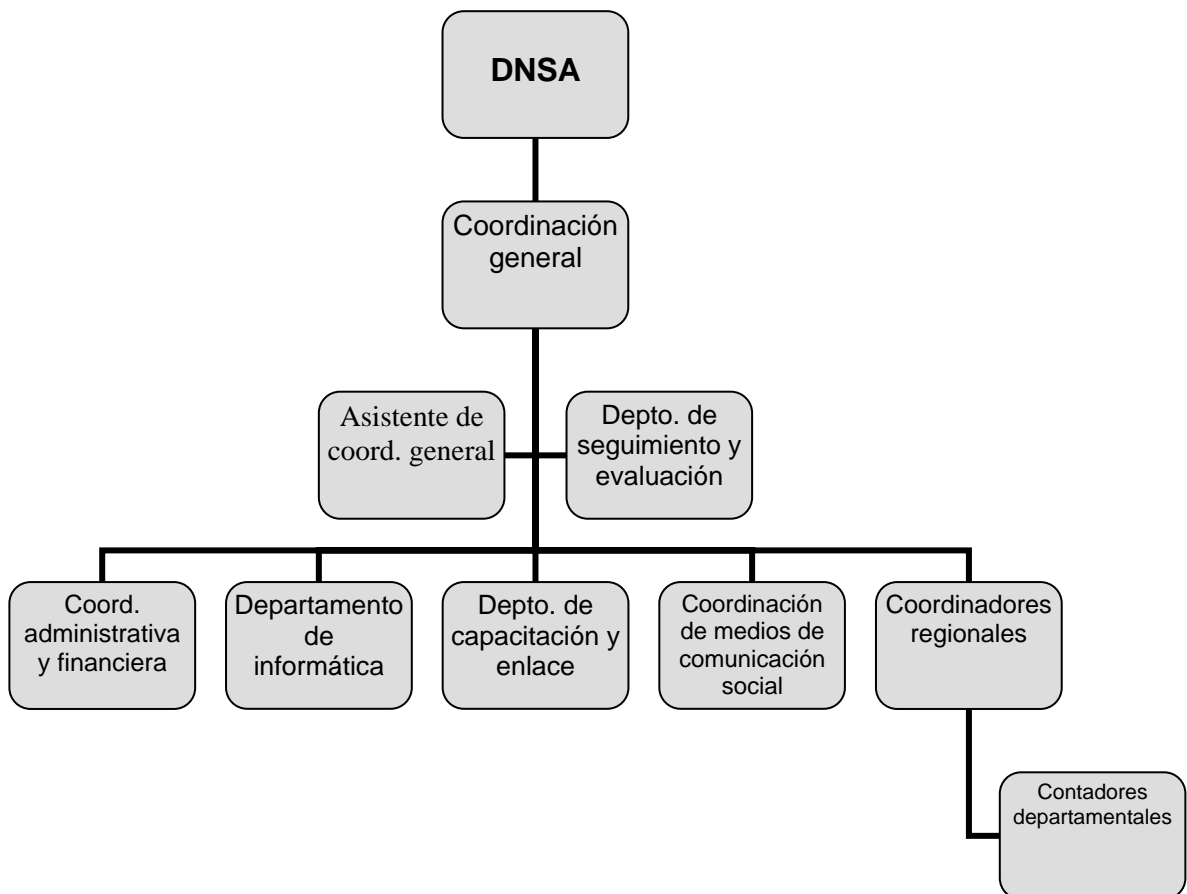 DNSA
Coordinación
general
Asistente de
coord. general
Depto. de
seguimiento y
evaluación
Coord.
administrativa
y financiera
Departamento
de
informática
Depto. de
capacitación y
enlace
Coordinación
de medios de
comunicación
social
Coordinadores
regionales
Contadores
departamentales